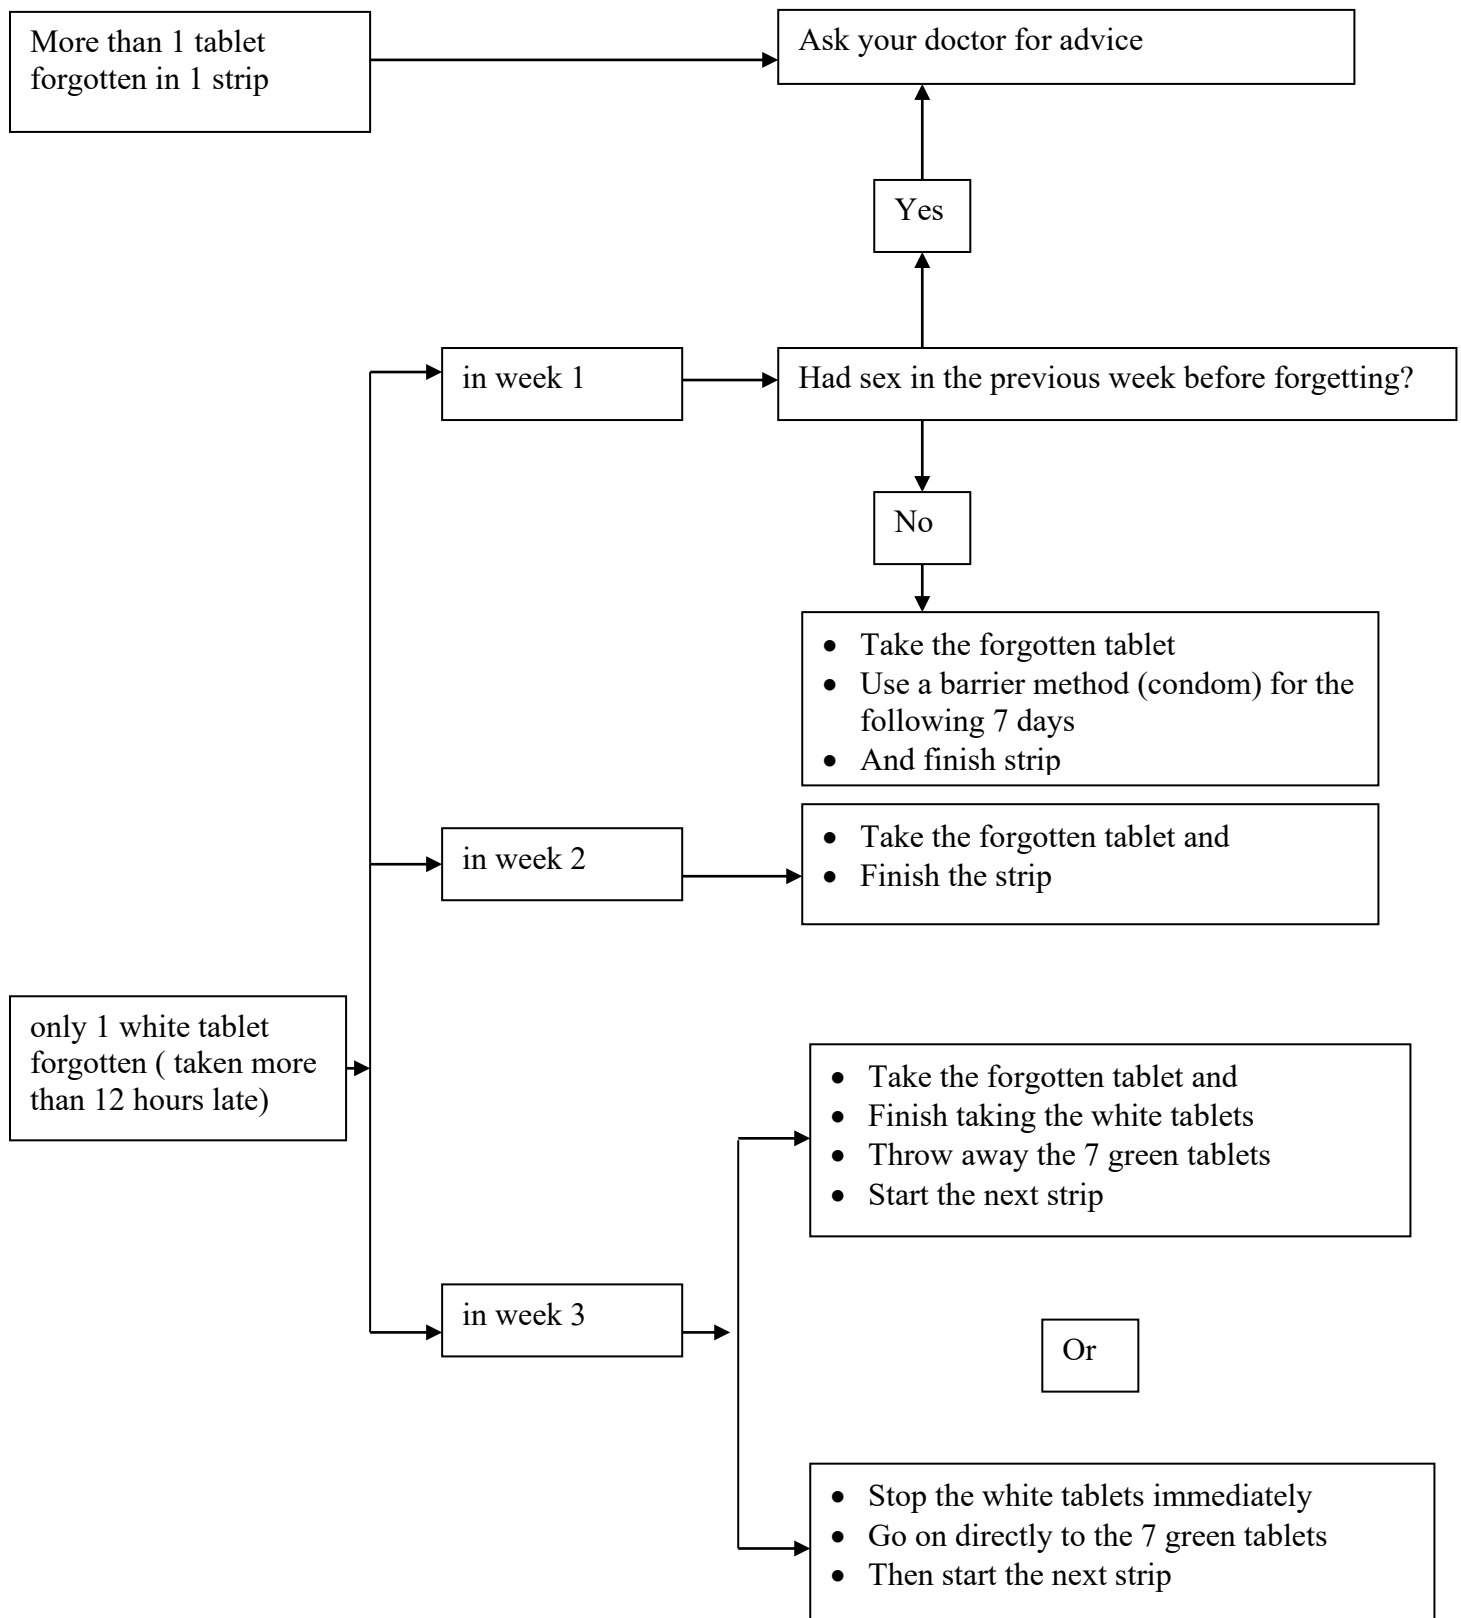 More than 1 tablet
forgotten in 1 strip
Ask your doctor for advice
Yes
in week 1
Had sex in the previous week before forgetting?
No
• Take the forgotten tablet
• Use a barrier method (condom) for the
following 7 days
• And finish strip
in week 2
• Take the forgotten tablet and
• Finish the strip
only 1 white tablet
forgotten ( taken more
than 12 hours late)
• Take the forgotten tablet and
• Finish taking the white tablets
• Throw away the 7 green tablets
• Start the next strip
in week 3
Or
• Stop the white tablets immediately
• Go on directly to the 7 green tablets
• Then start the next strip